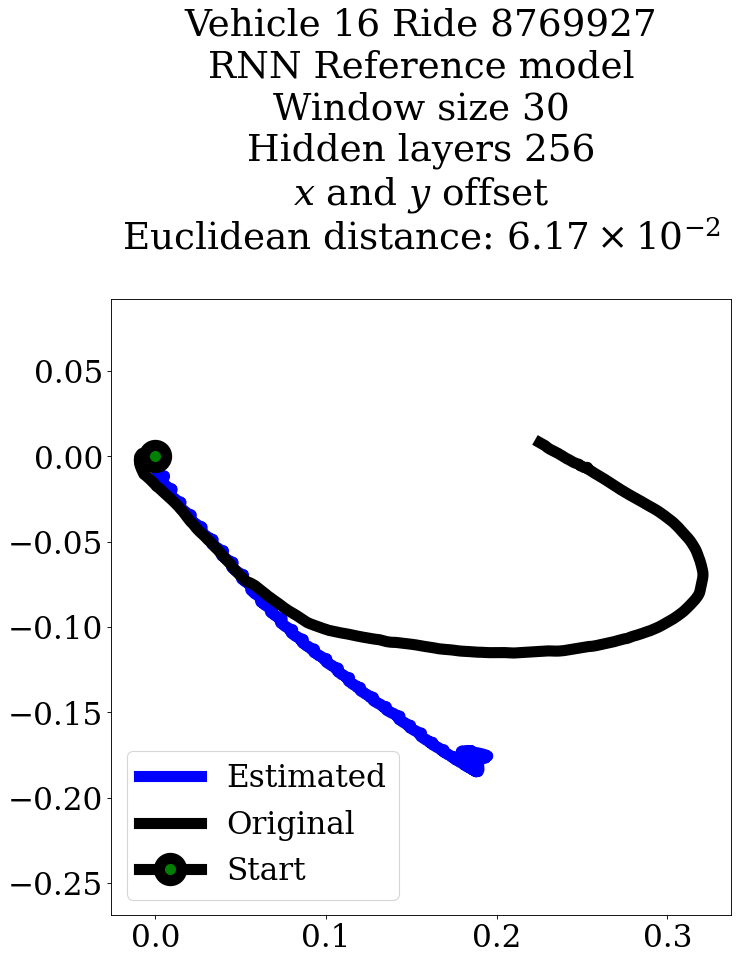 Vehicle 16 Ride 8769927
RNN Reference model
Window size 30
Hidden layers 256
x and y offset
Euclidean distance: 6.17 × 10⁻²
0.05
0.00
−0.05
−0.10
−0.15
−0.20
−0.25
Estimated
Original
Start
0.0 0.1 0.2 0.3